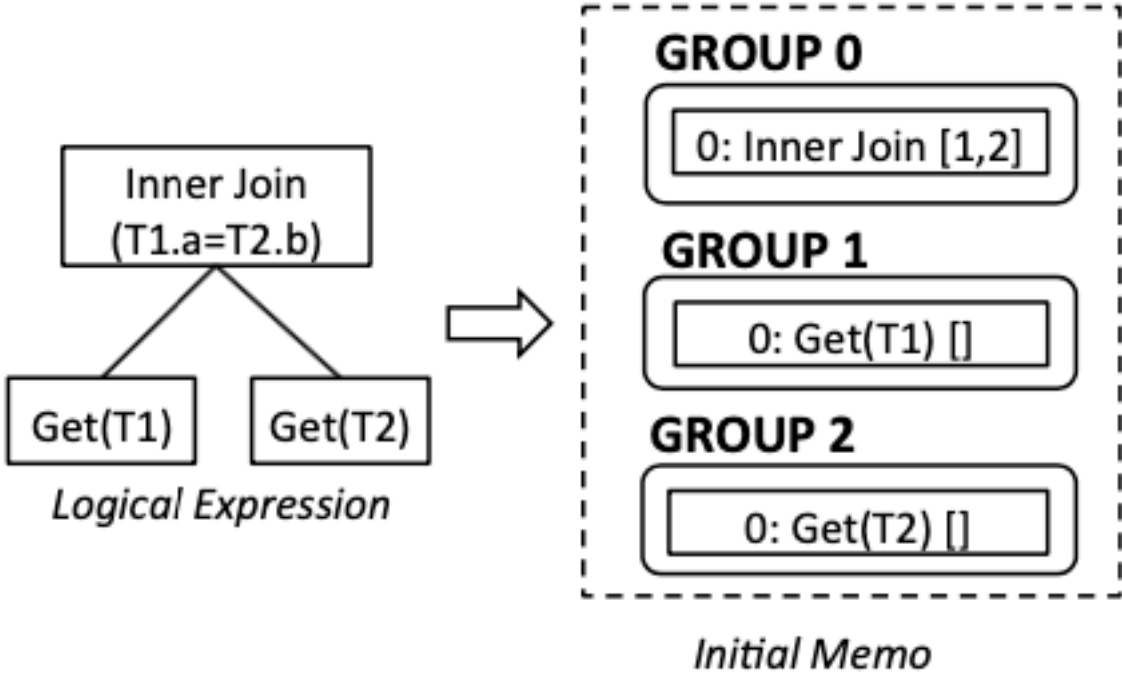 Inner Join
(T1.a=T2.b)
Get(T1)
Get(T2)
Logical Expression
GROUP 0
0: Inner Join [1,2]
GROUP 1
0: Get(T1) []
GROUP 2
0: Get(T2) []
Initial Memo